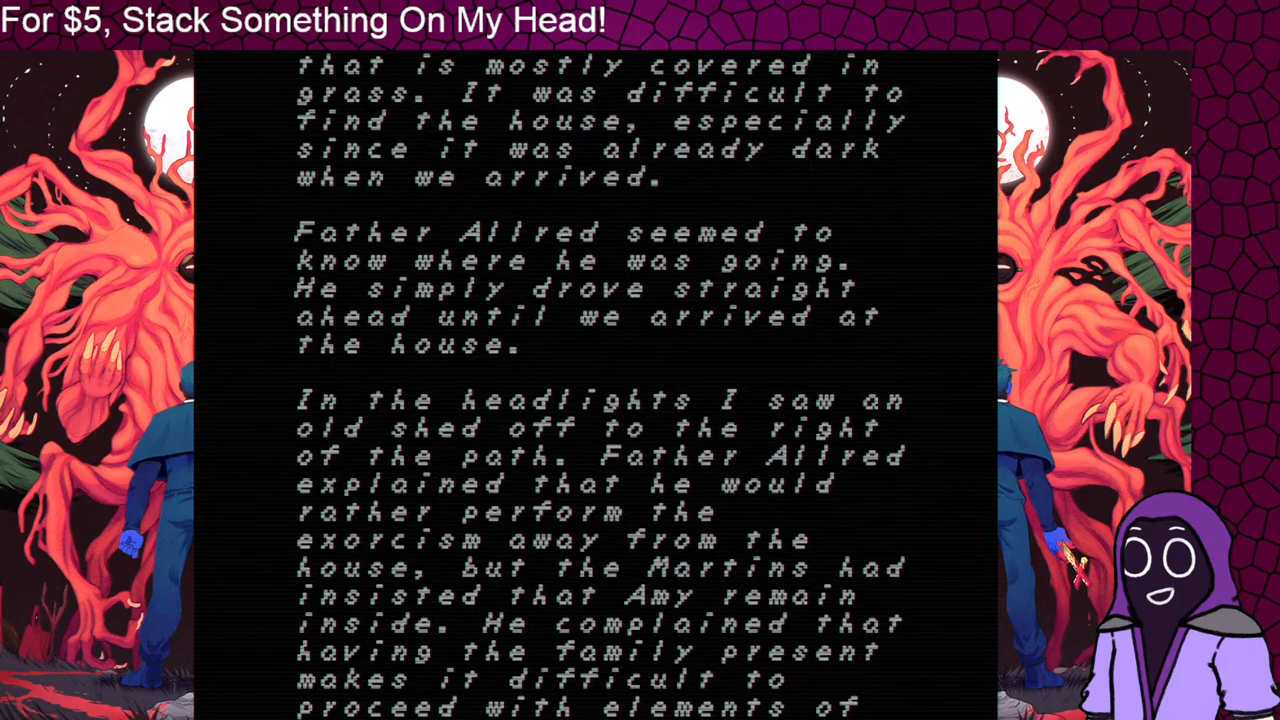 For $5, Stack Something On My Head!
that is mostly covered in
grass. It was difficult to
find the house, especially
since it was already dark
when we arrived.
Father Allred seemed to
know where he was going.
He simply drove straight
ahead until we arrived at
the house.
In the headlights I saw an
old shed off to the right
of the path. Father Allred
explained that he would
rather perform the
exorcism away from the
house, but the Martins had
insisted that Amy remain
inside. He complained that
having the family present
makes it difficult to
proceed with elements of